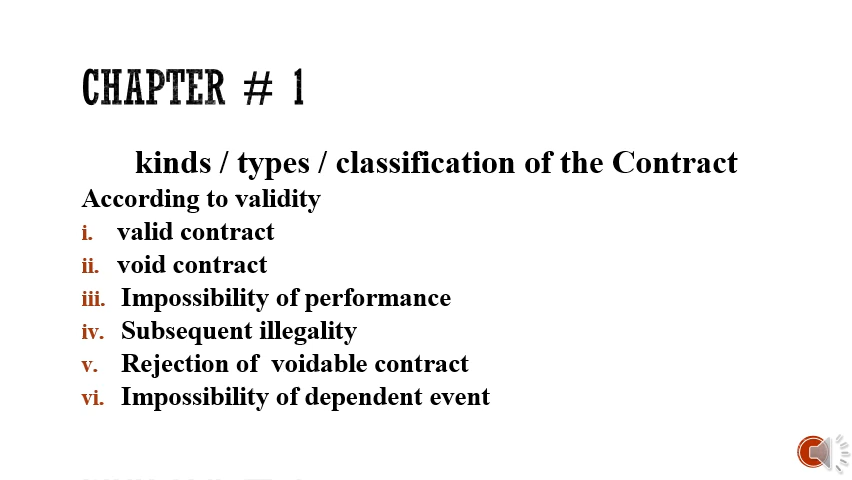 CHAPTER # 1
kinds / types / classification of the Contract
According to validity
i. valid contract
ii. void contract
iii. Impossibility of performance
iv. Subsequent illegality
v. Rejection of voidable contract
vi. Impossibility of dependent event
C